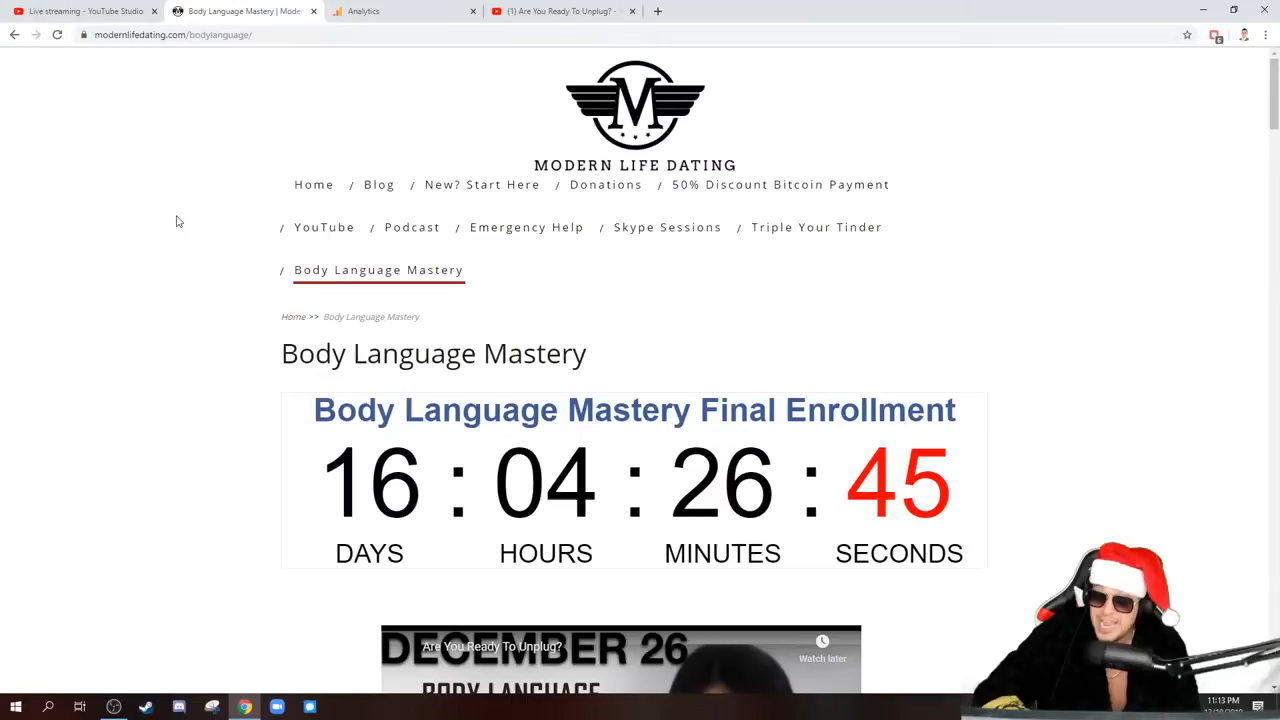 Live streaming - YouTube Studio
Body Language Mastery | Mode
Analytics
(1) Are You Ready To Unplug? -
modernlifedating.com/bodylanguage/
M
MODERN LIFE DATING
Home / Blog / New? Start Here / Donations / 50% Discount Bitcoin Payment
/ YouTube / Podcast / Emergency Help / Skype Sessions / Triple Your Tinder
/ Body Language Mastery
Home >> Body Language Mastery
Body Language Mastery
Body Language Mastery Final Enrollment
16 : 04 : 26 : 45
DAYS HOURS MINUTES SECONDS
DECEMBER 26
Are You Ready To Unplug?
Watch later
BODY LANGUAGE
11:13 PM